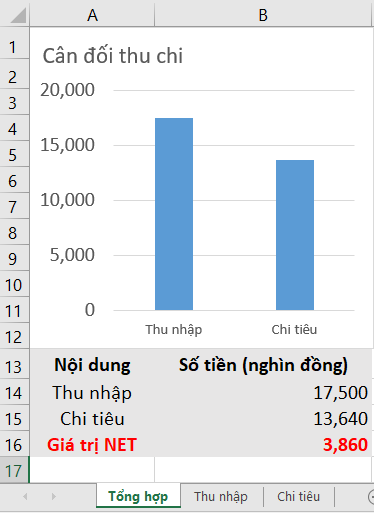 A B
1
Cân đối thu chi
2
20,000
3
4
15,000
5
6
10,000
7
8
5,000
9
10
0
11
Thu nhập Chi tiêu
12
13 Nội dung Số tiền (nghìn đồng)
14 Thu nhập 17,500
15 Chi tiêu 13,640
16 Giá trị NET 3,860
17
Tổng hợp Thu nhập Chi tiêu